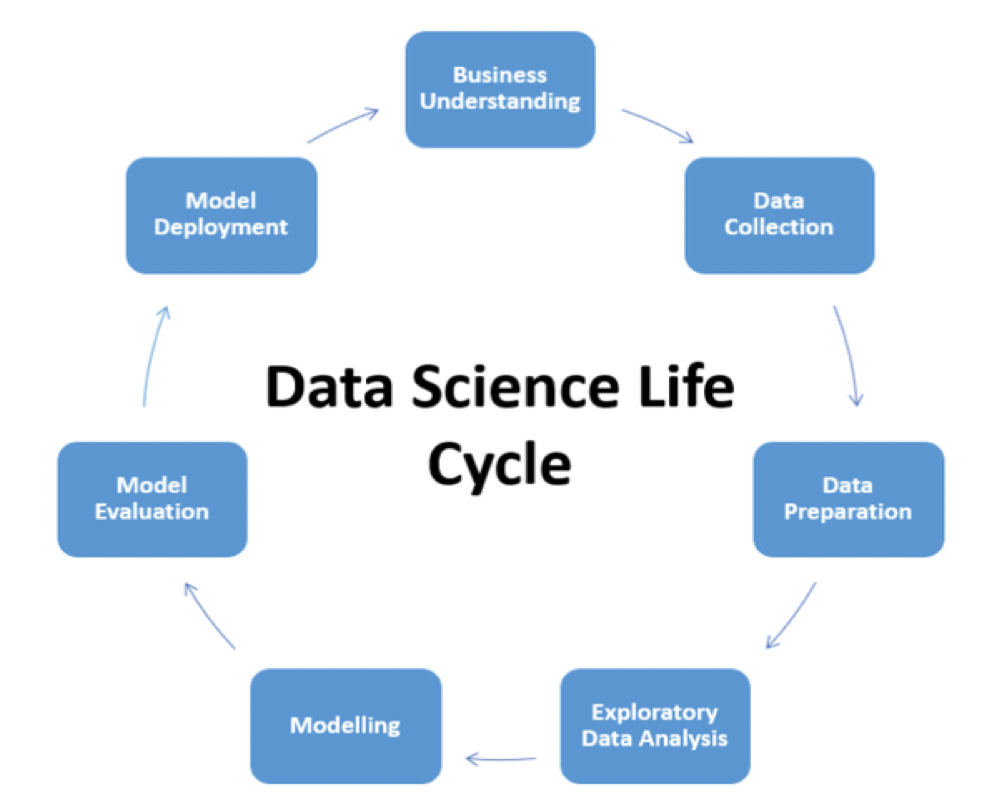 Business
Understanding
Data
Collection
Data
Preparation
Exploratory
Data Analysis
Modelling
Model
Evaluation
Model
Deployment
Data Science Life
Cycle